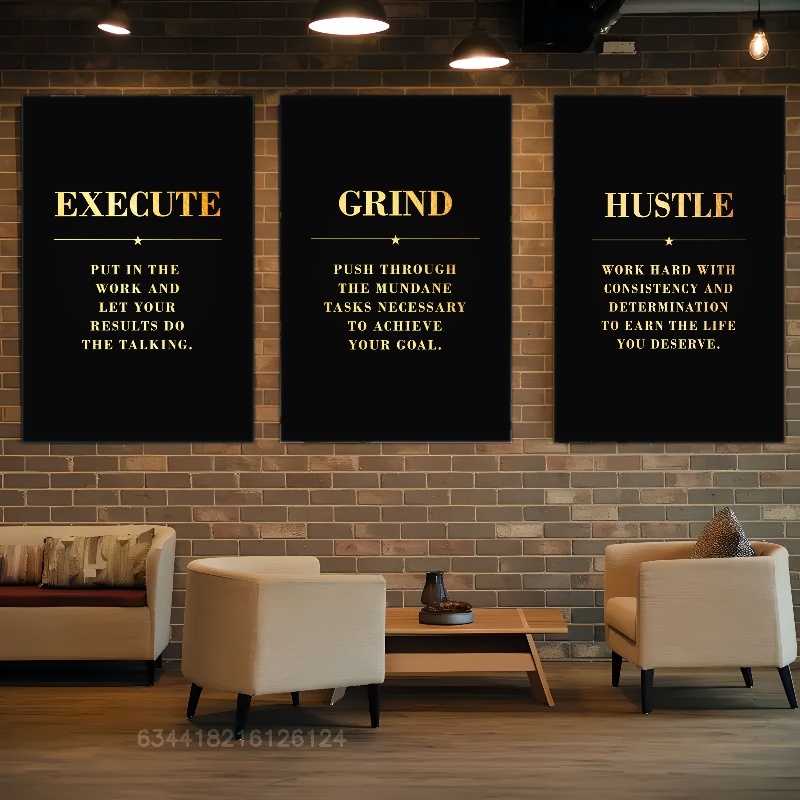 EXECUTE
PUT IN THE
WORK AND
LET YOUR
RESULTS DO
THE TALKING.
GRIND
PUSH THROUGH
THE MUNDANE
TASKS NECESSARY
TO ACHIEVE
YOUR GOAL.
HUSTLE
WORK HARD WITH
CONSISTENCY AND
DETERMINATION
TO EARN THE LIFE
YOU DESERVE.
634418216126124